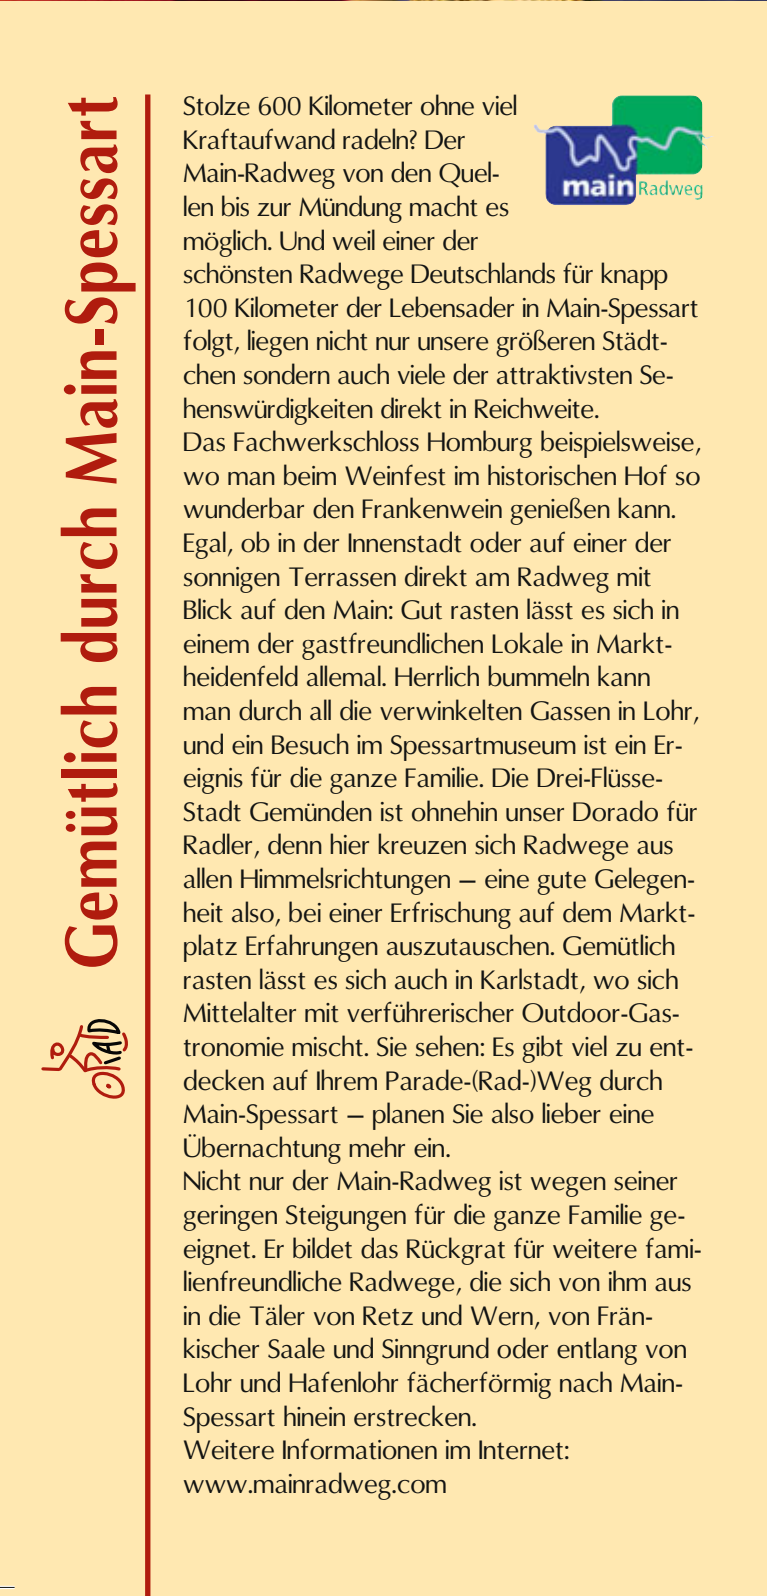 Gemütlich durch Main-Spessart
RAD
Stolze 600 Kilometer ohne viel
Kraftaufwand radeln? Der
Main-Radweg von den Quel-
len bis zur Mündung macht es
möglich. Und weil einer der
schönsten Radwege Deutschlands für knapp
100 Kilometer der Lebensader in Main-Spessart
folgt, liegen nicht nur unsere größeren Städt-
chen sondern auch viele der attraktivsten Se-
henswürdigkeiten direkt in Reichweite.
Das Fachwerkschloss Homburg beispielsweise,
wo man beim Weinfest im historischen Hof so
wunderbar den Frankenwein genießen kann.
Egal, ob in der Innenstadt oder auf einer der
sonnigen Terrassen direkt am Radweg mit
Blick auf den Main: Gut rasten lässt es sich in
einem der gastfreundlichen Lokale in Markt-
heidenfeld allemal. Herrlich bummeln kann
man durch all die verwinkelten Gassen in Lohr,
und ein Besuch im Spessartmuseum ist ein Er-
eignis für die ganze Familie. Die Drei-Flüsse-
Stadt Gemünden ist ohnehin unser Dorado für
Radler, denn hier kreuzen sich Radwege aus
allen Himmelsrichtungen – eine gute Gelegen-
heit also, bei einer Erfrischung auf dem Markt-
platz Erfahrungen auszutauschen. Gemütlich
rasten lässt es sich auch in Karlstadt, wo sich
Mittelalter mit verführerischer Outdoor-Gas-
tronomie mischt. Sie sehen: Es gibt viel zu ent-
decken auf Ihrem Parade-(Rad-)Weg durch
Main-Spessart – planen Sie also lieber eine
Übernachtung mehr ein.
Nicht nur der Main-Radweg ist wegen seiner
geringen Steigungen für die ganze Familie ge-
eignet. Er bildet das Rückgrat für weitere fami-
lienfreundliche Radwege, die sich von ihm aus
in die Täler von Retz und Wern, von Frän-
kischer Saale und Sinngrund oder entlang von
Lohr und Hafenlohr fächerförmig nach Main-
Spessart hinein erstrecken.
Weitere Informationen im Internet:
www.mainradweg.com
main Radweg